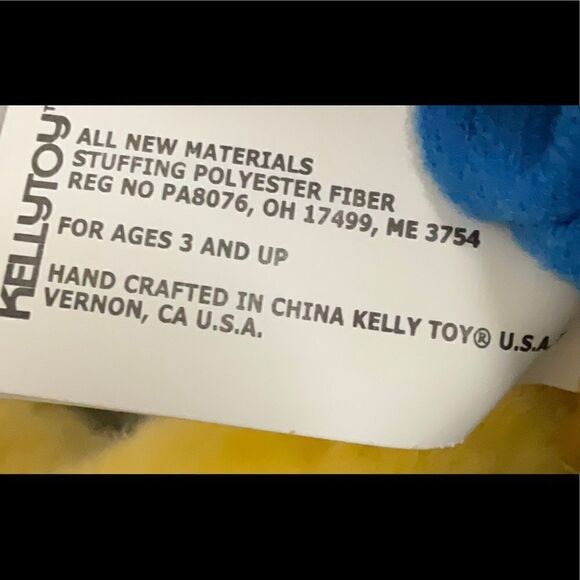 KELLYTOY™
ALL NEW MATERIALS
STUFFING POLYESTER FIBER
REG NO PA8076, OH 17499, ME 3754
FOR AGES 3 AND UP
HAND CRAFTED IN CHINA KELLY TOY® U.S.A
VERNON, CA U.S.A.